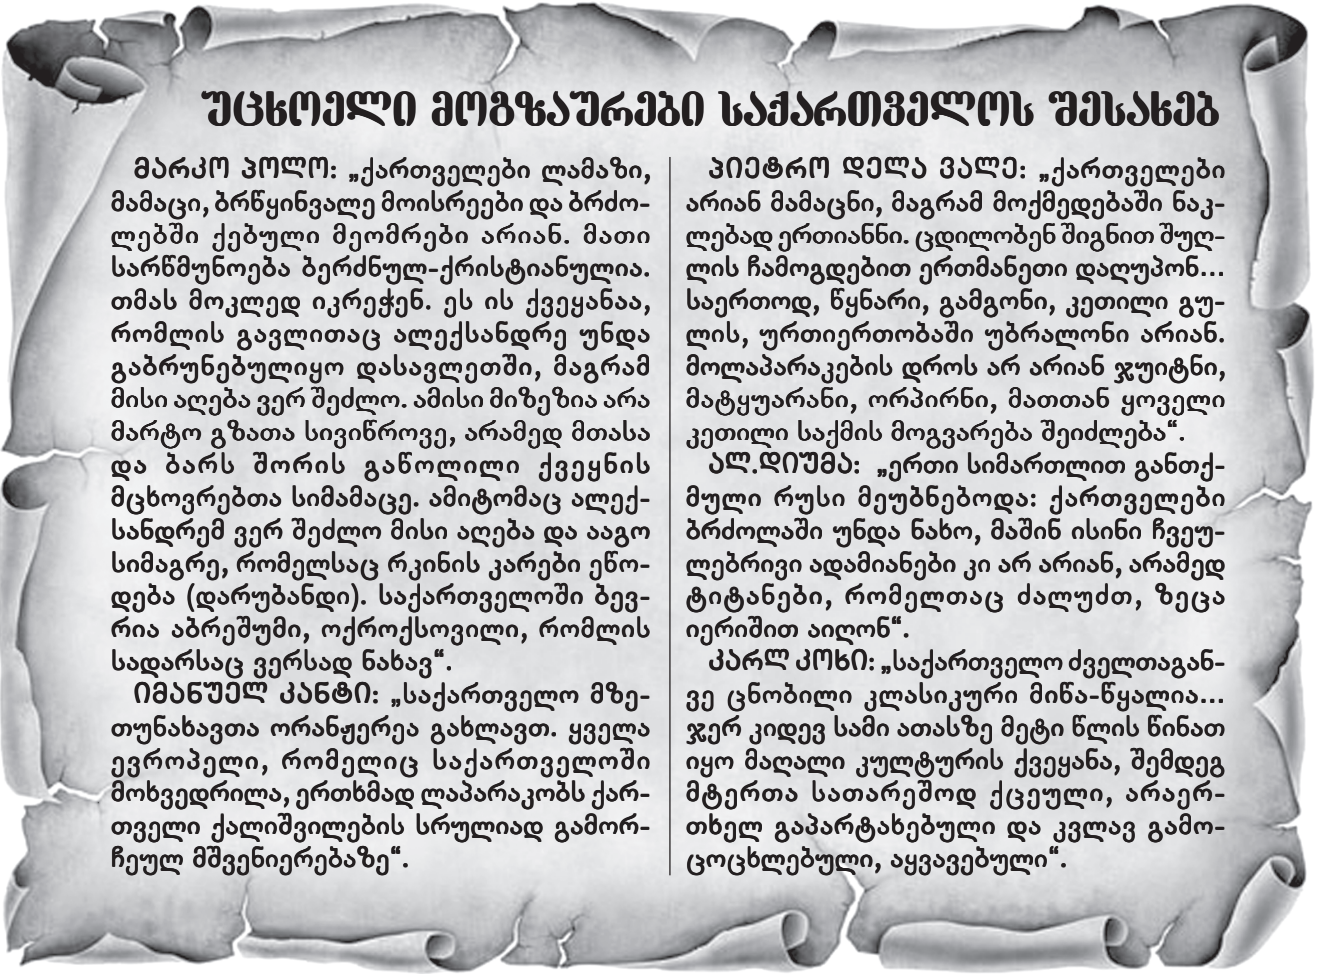 უცხოელი მოგზაურები საქართველოს შესახებ
მარკო პოლო: „ქართველები ლამაზი,
მამაცი, ბრწყინვალე მოისრეები და ბრძო-
ლებში ქებული მეომრები არიან. მათი
სარწმუნოება ბერძნულ-ქრისტიანულია.
თმას მოკლედ იკრეჭენ. ეს ის ქვეყანაა,
რომლის გავლითაც ალექსანდრე უნდა
გაბრუნებულიყო დასავლეთში, მაგრამ
მისი აღება ვერ შეძლო. ამისი მიზეზია არა
მარტო გზათა სივიწროვე, არამედ მთასა
და ბარს შორის გაწოლილი ქვეყნის
მცხოვრებთა სიმამაცე. ამიტომაც ალექ-
სანდრემ ვერ შეძლო მისი აღება და ააგო
სიმაგრე, რომელსაც რკინის კარები ეწო-
დება (დარუბანდი). საქართველოში ბევ-
რია აბრეშუმი, ოქროქსოვილი, რომლის
სადარსაც ვერსად ნახავ“.
იმანუელ კანტი: „საქართველო მზე-
თუნახავთა ორანჟერეა გახლავთ. ყველა
ევროპელი, რომელიც საქართველოში
მოხვედრილა, ერთხმად ლაპარაკობს ქარ-
თველი ქალიშვილების სრულიად გამორ-
ჩეულ მშვენიერებაზე“.
პიეტრო დელა ვალე: „ქართველები
არიან მამაცნი, მაგრამ მოქმედებაში ნაკ-
ლებად ერთიანნი. ცდილობენ შიგნით შუღ-
ლის ჩამოგდებით ერთმანეთი დაღუპონ...
საერთოდ, წყნარი, გამგონი, კეთილი გუ-
ლის, ურთიერთობაში უბრალონი არიან.
მოლაპარაკების დროს არ არიან ჯუიტნი,
მატყუარანი, ორპირნი, მათთან ყოველი
კეთილი საქმის მოგვარება შეიძლება“.
ალ.დიუმა: „ერთი სიმართლით განთქ-
მული რუსი მეუბნებოდა: ქართველები
ბრძოლაში უნდა ნახო, მაშინ ისინი ჩვეუ-
ლებრივი ადამიანები კი არ არიან, არამედ
ტიტანები, რომელთაც ძალუძთ, ზეცა
იერიშით აიღონ“.
კარლ კოხი: „საქართველო ძველთაგან-
ვე ცნობილი კლასიკური მიწა-წყალია...
ჯერ კიდევ სამი ათასზე მეტი წლის წინათ
იყო მაღალი კულტურის ქვეყანა, შემდეგ
მტერთა სათარეშოდ ქცეული, არაერ-
თხელ გაპარტახებული და კვლავ გამო-
ცოცხლებული, აყვავებული“.